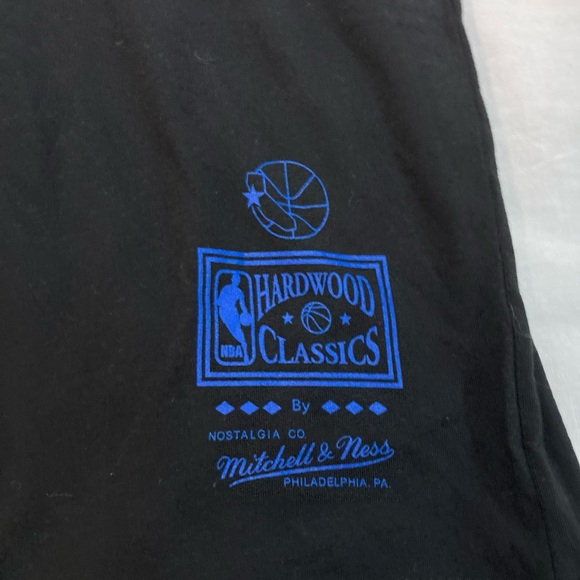 HARDWOOD
NBA
CLASSICS
By
NOSTALGIA CO.
Mitchell & Ness
PHILADELPHIA, PA.